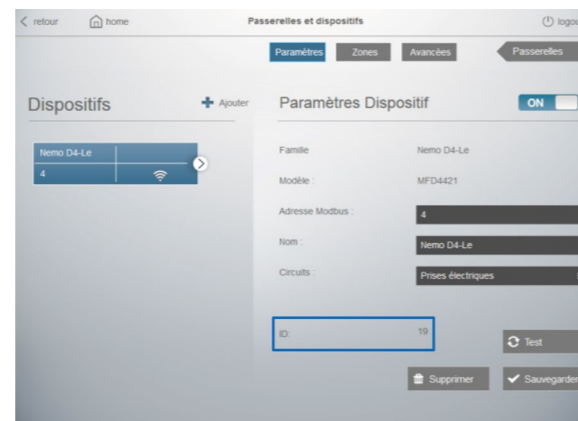 retour home Passerelles et dispositifs logou
Paramètres Zones Avancées Passerelles
Dispositifs Ajouter Paramètres Dispositif ON
Nemo D4-Le
4
Famille Nemo D4-Le
Modèle : MFD4421
Adresse Modbus : 4
Nom : Nemo D4-Le
Circuits : Prises électriques
ID: 19
Test
Supprimer Sauvegarder